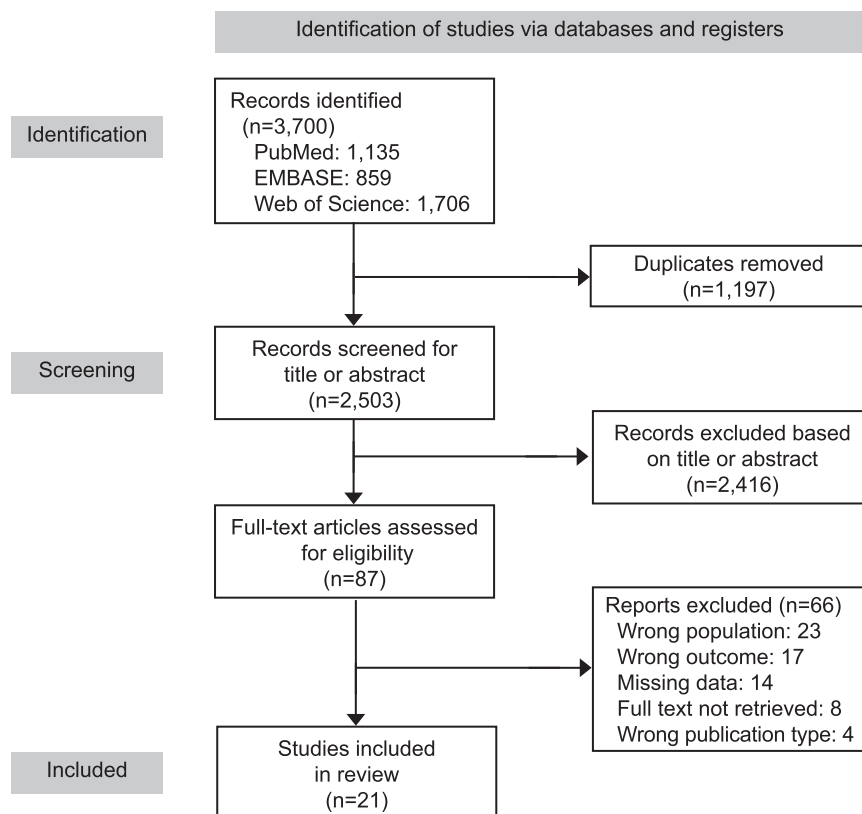 Identification of studies via databases and registers
Identification
Records identified
(n=3,700)
PubMed: 1,135
EMBASE: 859
Web of Science: 1,706
Duplicates removed
(n=1,197)
Screening
Records screened for
title or abstract
(n=2,503)
Records excluded based
on title or abstract
(n=2,416)
Full-text articles assessed
for eligibility
(n=87)
Reports excluded (n=66)
Wrong population: 23
Wrong outcome: 17
Missing data: 14
Full text not retrieved: 8
Wrong publication type: 4
Included
Studies included
in review
(n=21)